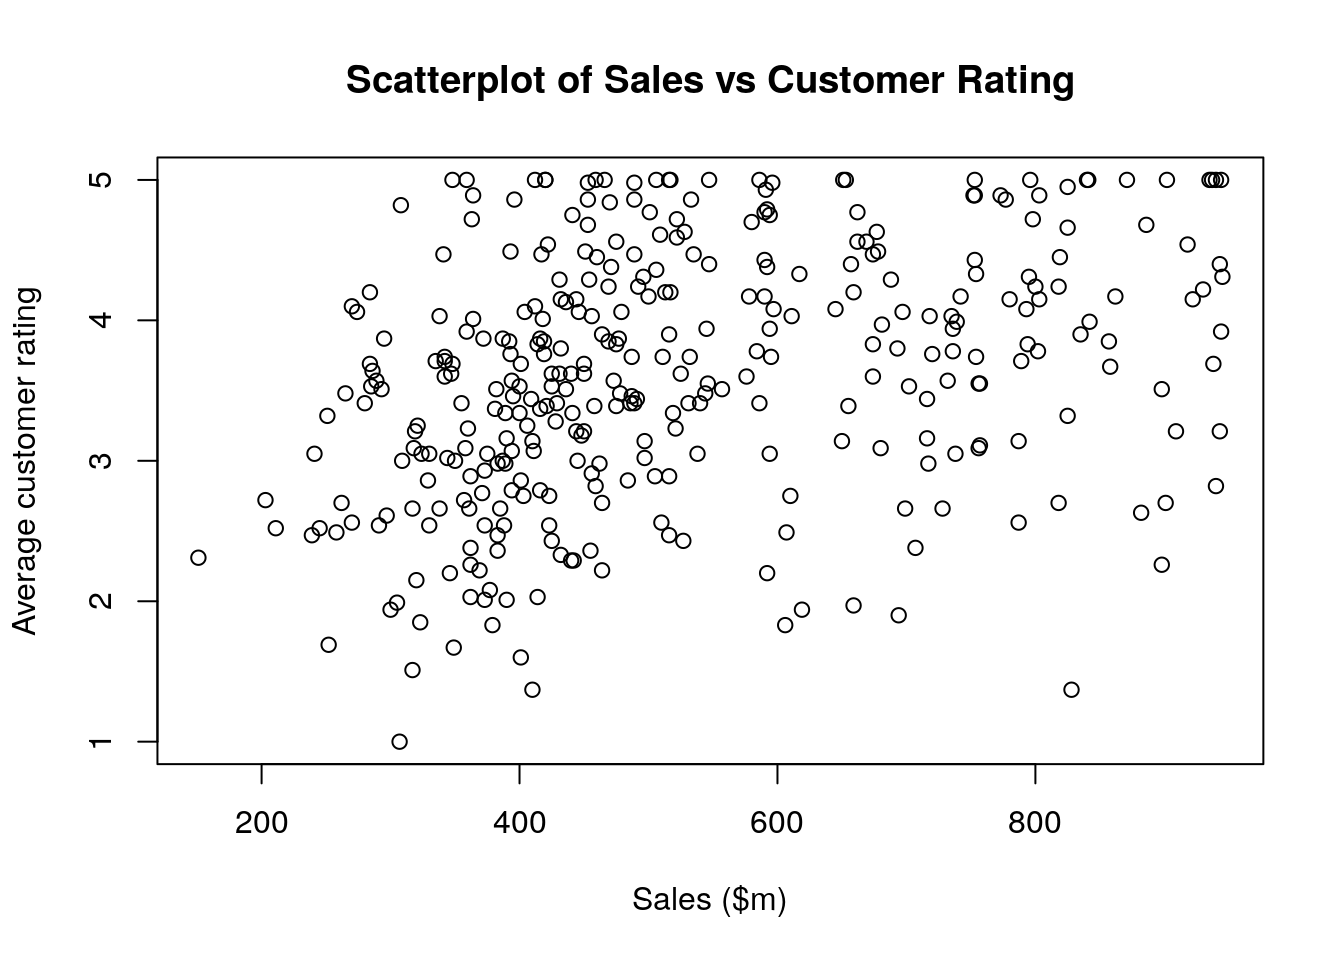 Scatterplot of Sales vs Customer Rating
Average customer rating
5
4
3
2
1
200 400 600 800
Sales ($m)